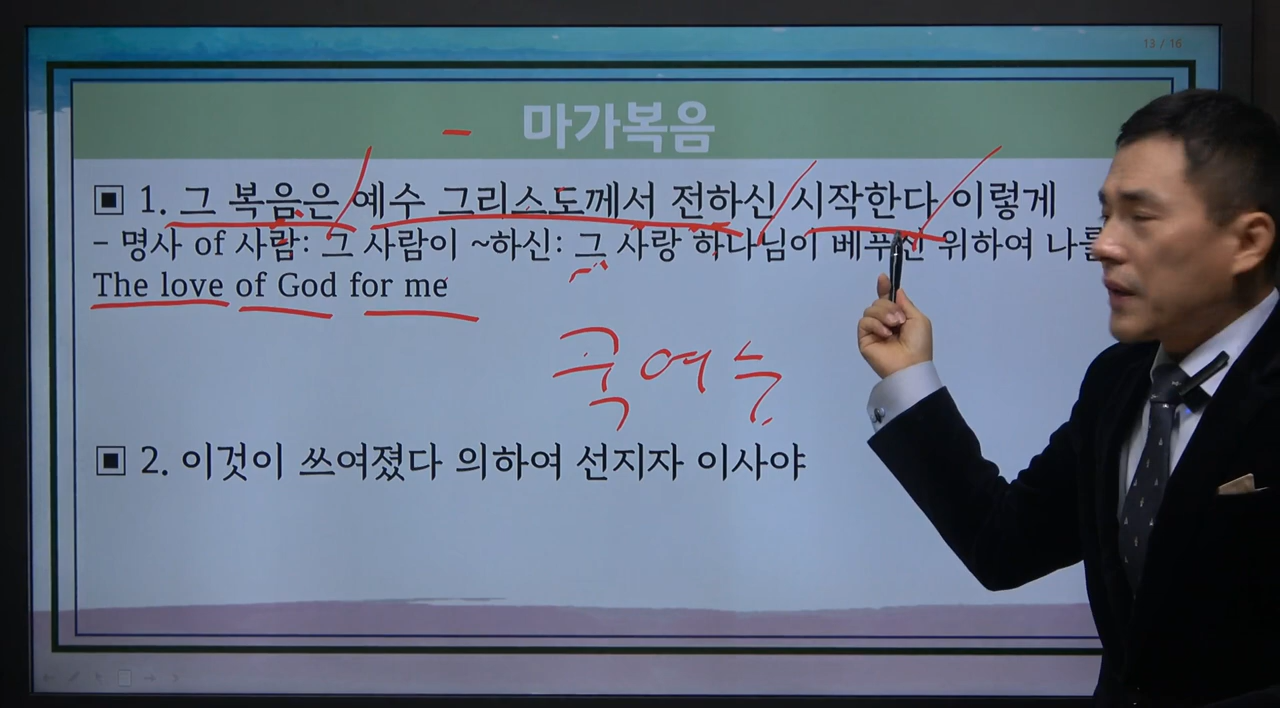 13 / 16
마가복음
▣ 1. 그 복음은 예수 그리스도께서 전하신 시작한다 이렇게
– 명사 of 사람: 그 사람이 ~하신: 그 사랑 하나님이 베푸신 위하여 나를
The love of God for me
▣ 2. 이것이 쓰여졌다 의하여 선지자 이사야